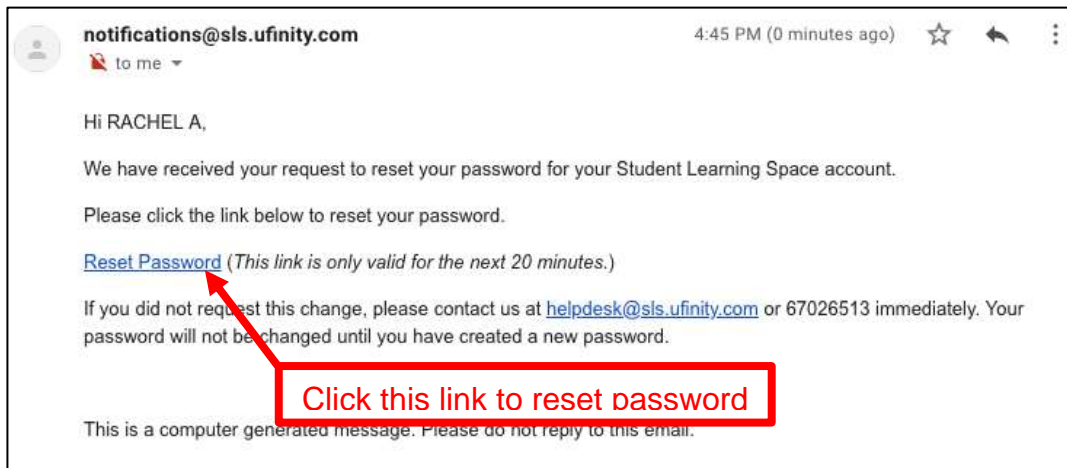 notifications@sls.ufinity.com 4:45 PM (0 minutes ago)
to me
Hi RACHEL A,
We have received your request to reset your password for your Student Learning Space account.
Please click the link below to reset your password.
Reset Password (This link is only valid for the next 20 minutes.)
If you did not request this change, please contact us at helpdesk@sls.ufinity.com or 67026513 immediately. Your
password will not be changed until you have created a new password.
Click this link to reset password
This is a computer generated message. Please do not reply to this email.